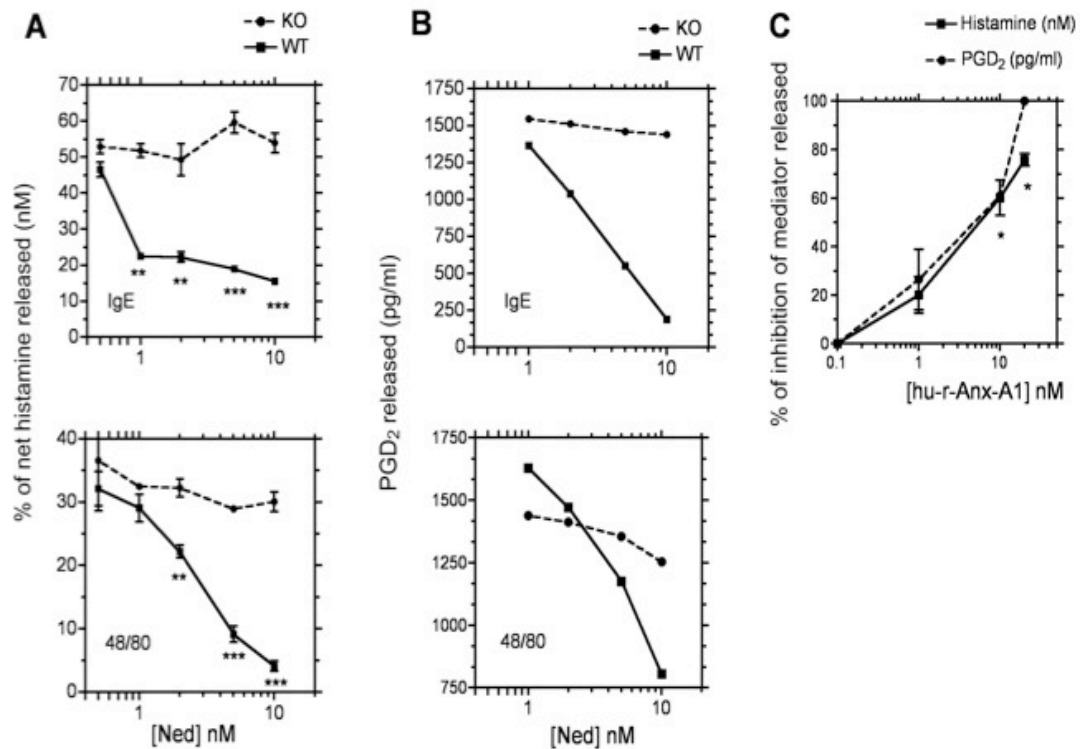 A
KO
WT
% of net histamine released (nM)
70
60
50
40
30
20
10
0
IgE
** ** *** ***
1 10
40
30
20
10
0
48/80
** *** ***
1 10
[Ned] nM
B
KO
WT
PGD2 released (pg/ml)
1750
1500
1250
1000
750
500
250
0
IgE
1 10
1750
1500
1250
1000
750
48/80
1 10
[Ned] nM
C
Histamine (nM)
PGD2 (pg/ml)
% of inhibition of mediator released
100
80
60
40
20
0
* *
0.1 1 10
[hu-r-Anx-A1] nM